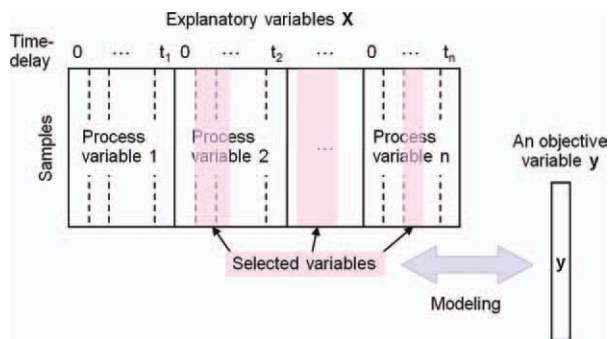 Explanatory variables X
Time-
delay
0 ... t1 0 ... t2 ... 0 ... tn
Samples
Process
variable 1
Process
variable 2
...
Process
variable n
An objective
variable y
Selected variables
y
Modeling